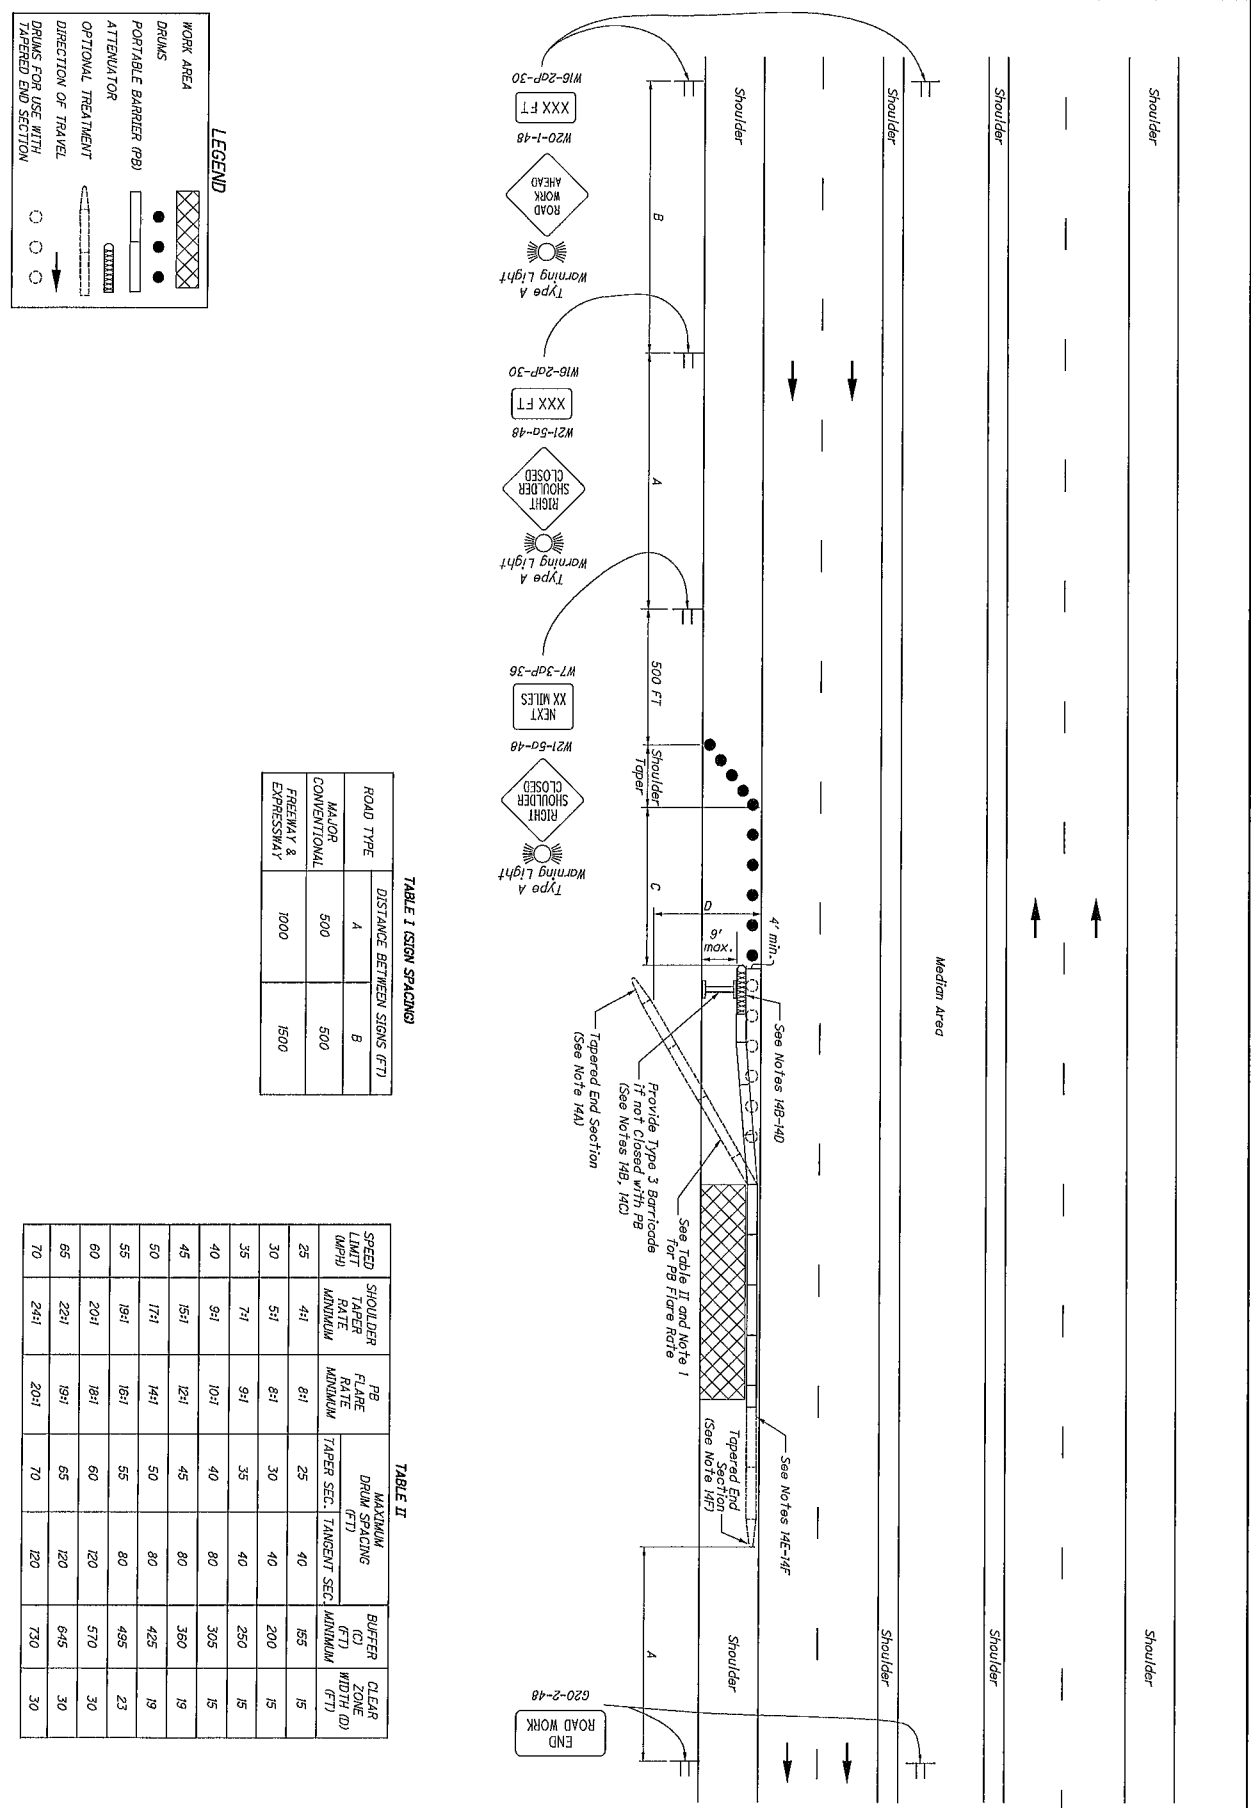 Shoulder
Shoulder
Shoulder
Shoulder
Median Area
Shoulder
Shoulder
Shoulder
Shoulder
B
A
500 FT
Shoulder
Taper
C
D
9'
max.
4' min.
A
See Notes 14B-14D
See Notes 14E-14F
Tapered End
Section
(See Note 14F)
See Table II and Note 1
for PB Flare Rate
Provide Type 3 Barricade
if not Closed with PB
(See Notes 14B, 14C)
Tapered End Section
(See Note 14A)
Type A
Warning Light
ROAD
WORK
AHEAD
W20-1-48
XXX FT
W16-2aP-30
Type A
Warning Light
RIGHT
SHOULDER
CLOSED
W21-5a-48
XXX FT
W16-2aP-30
Type A
Warning Light
RIGHT
SHOULDER
CLOSED
W21-5a-48
NEXT
XX MILES
W7-3aP-36
END
ROAD WORK
G20-2-48
LEGEND
WORK AREA
DRUMS
PORTABLE BARRIER (PB)
ATTENUATOR
OPTIONAL TREATMENT
DIRECTION OF TRAVEL
DRUMS FOR USE WITH
TAPERED END SECTION
TABLE I (SIGN SPACING)
ROAD TYPE DISTANCE BETWEEN SIGNS (FT)
A B
MAJOR
CONVENTIONAL 500 500
FREEWAY &
EXPRESSWAY 1000 1500
TABLE II
SPEED
LIMIT
(MPH)
SHOULDER
TAPER
RATE
MINIMUM
PB
FLARE
RATE
MINIMUM
MAXIMUM
DRUM SPACING
(FT)
TAPER SEC. TANGENT SEC.
BUFFER
(C)
(FT)
MINIMUM
CLEAR
ZONE
WIDTH (D)
(FT)
25 4:1 8:1 25 40 155 15
30 5:1 8:1 30 40 200 15
35 7:1 9:1 35 40 250 15
40 9:1 10:1 40 80 305 15
45 15:1 12:1 45 80 360 19
50 17:1 14:1 50 80 425 19
55 19:1 16:1 55 80 495 23
60 20:1 18:1 60 120 570 30
65 22:1 19:1 65 120 645 30
70 24:1 20:1 70 120 730 30